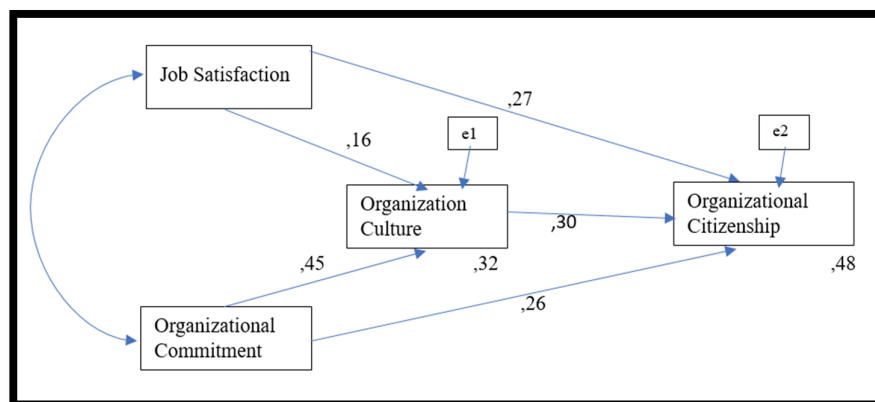 Job Satisfaction
,27
e1
e2
,16
Organization
Culture
Organizational
Citizenship
,30
,45
,32
,48
,26
Organizational
Commitment